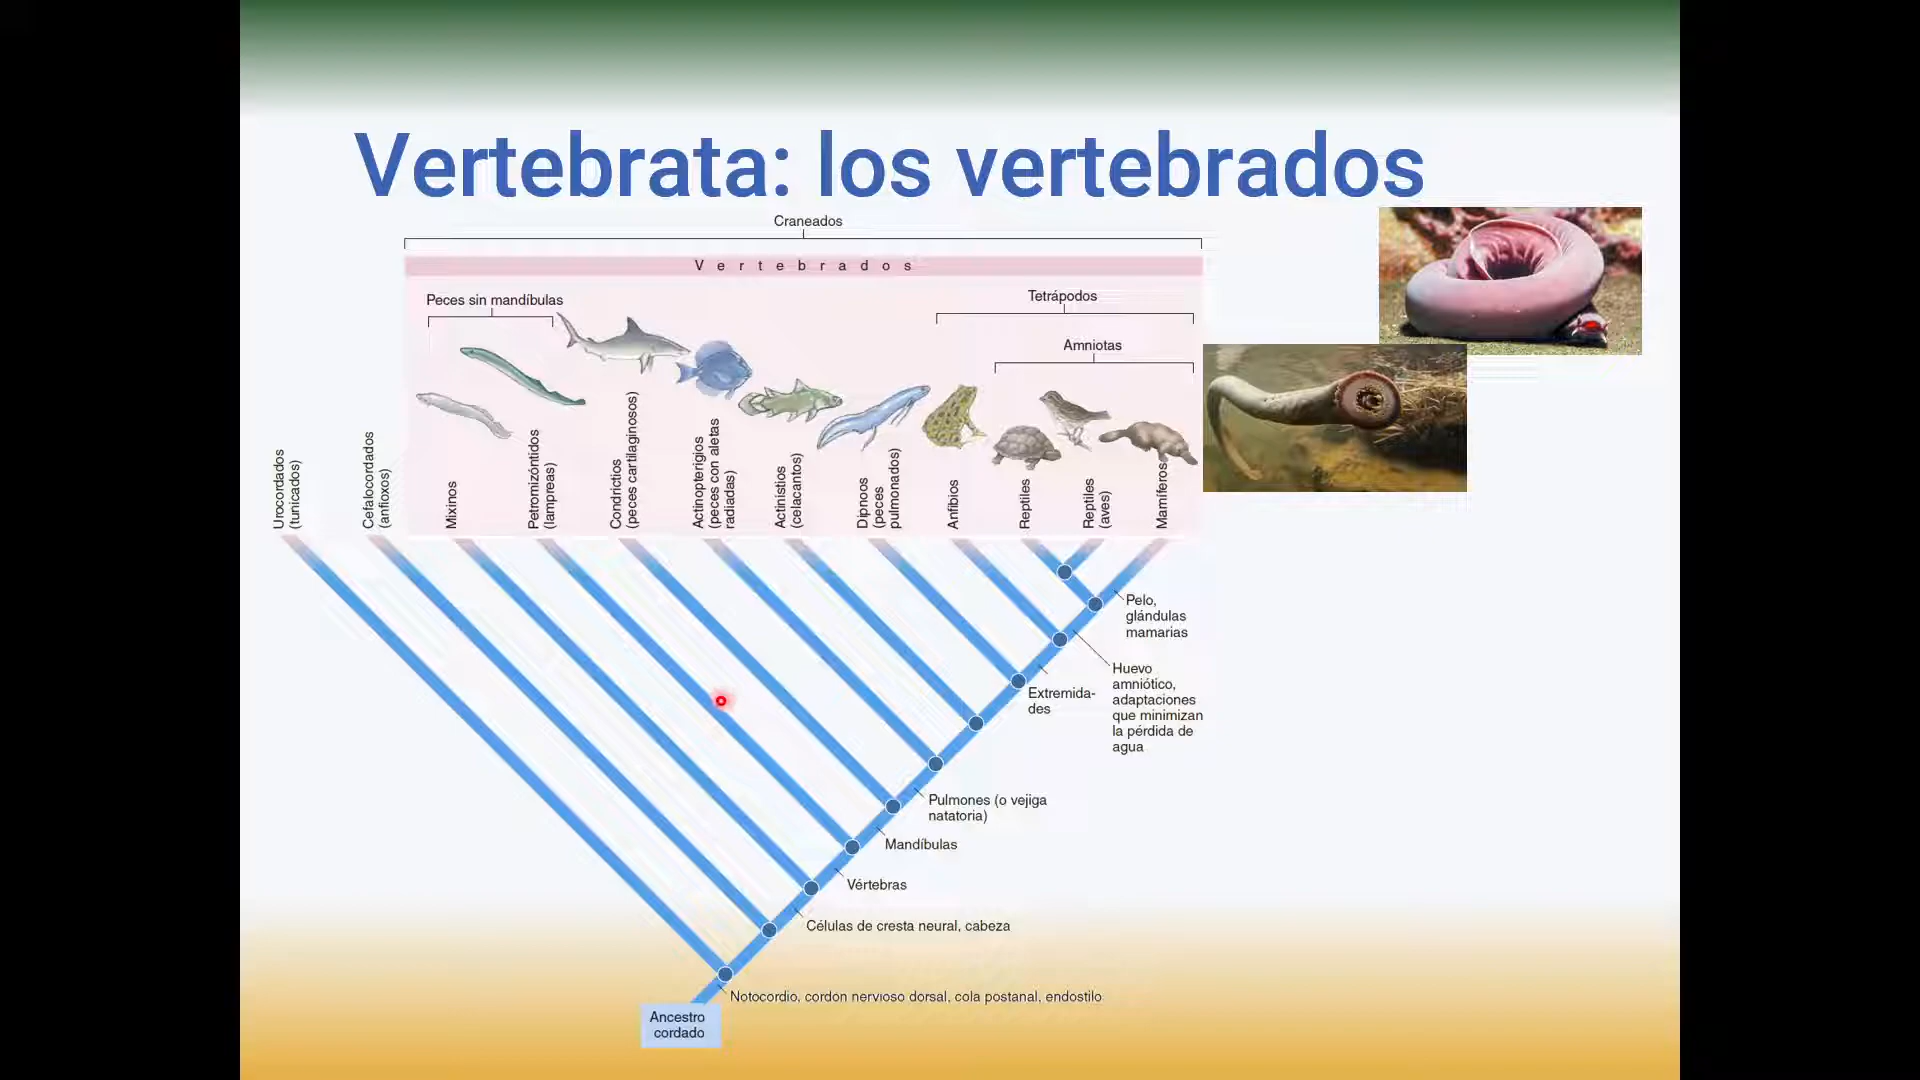 Vertebrata: los vertebrados
Craneados
Vertebrados
Peces sin mandíbulas
Tetrápodos
Amniotas
Urocordados
(tunicados)
Cefalocordados
(anfioxos)
Mixinos
Petromizóntidos
(lampreas)
Condrictios
(peces cartilaginosos)
Actinopterigios
(peces con aletas
radiadas)
Actinistios
(celacantos)
Dipnoos
(peces
pulmonados)
Anfibios
Reptiles
Reptiles
(aves)
Mamíferos
Pelo,
glándulas
mamarias
Huevo
amniótico,
adaptaciones
que minimizan
la pérdida de
agua
Extremida-
des
Pulmones (o vejiga
natatoria)
Mandíbulas
Vértebras
Células de cresta neural, cabeza
Notocordio, cordón nervioso dorsal, cola postanal, endostilo
Ancestro
cordado